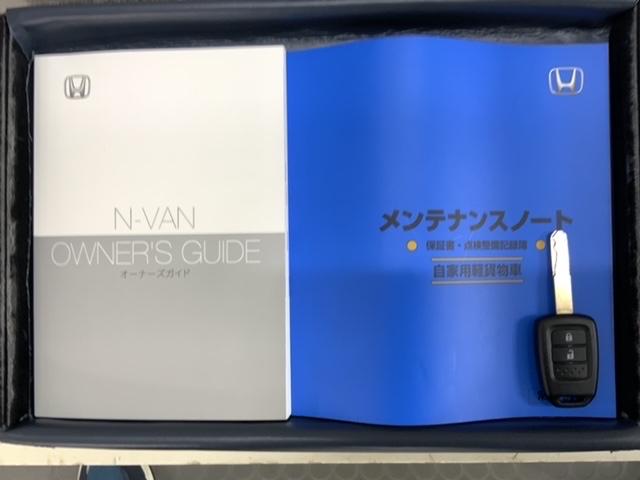 N-VAN
OWNER'S GUIDE
オーナーズガイド
メンテナンスノート
保証書・点検整備記録簿
自家用軽貨物車